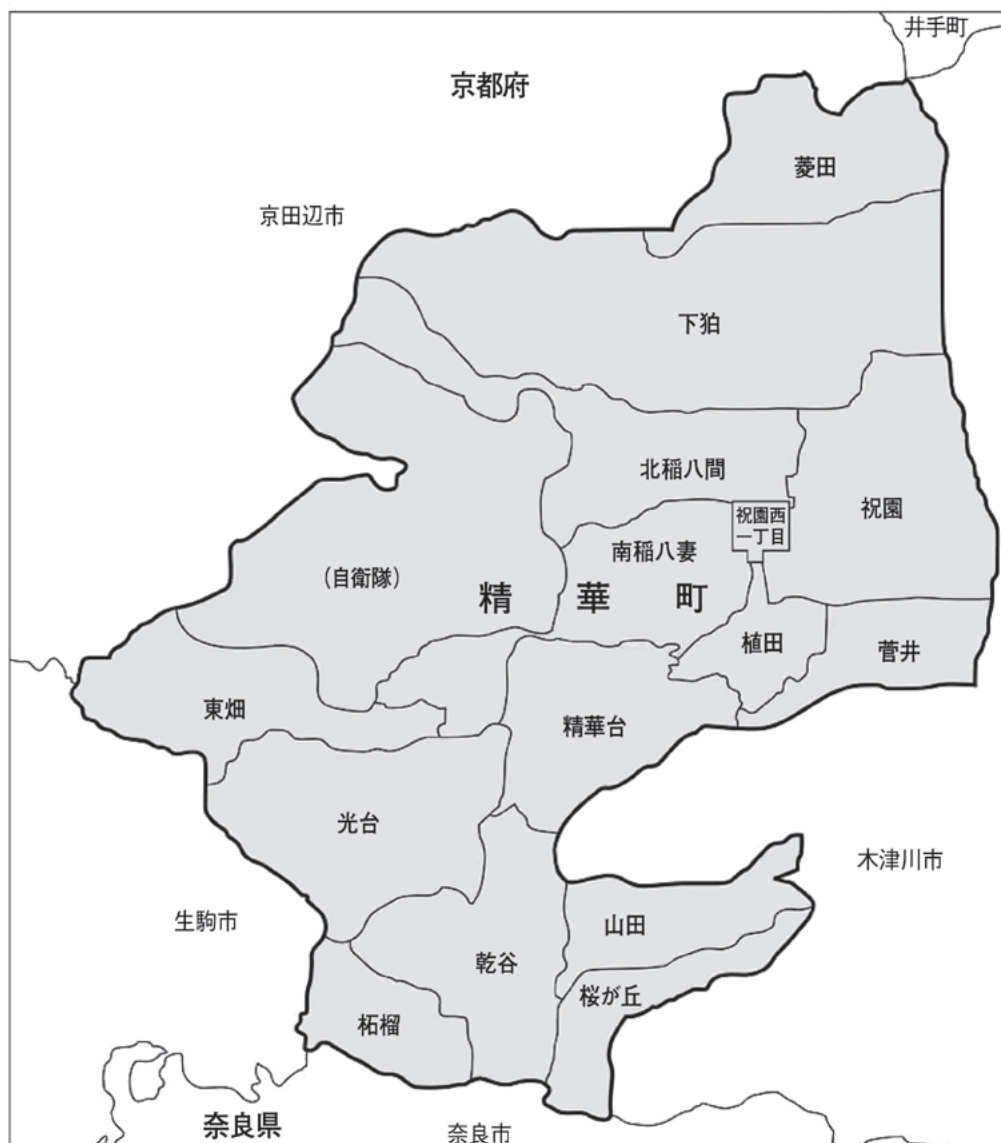 井手町
京都府
菱田
京田辺市
下狛
北稲八間
祝園
祝園西
一丁目
南稲八妻
(自衛隊)
精華町
植田
菅井
東畑
精華台
光台
木津川市
生駒市
山田
乾谷
桜が丘
柘榴
奈良県
奈良市